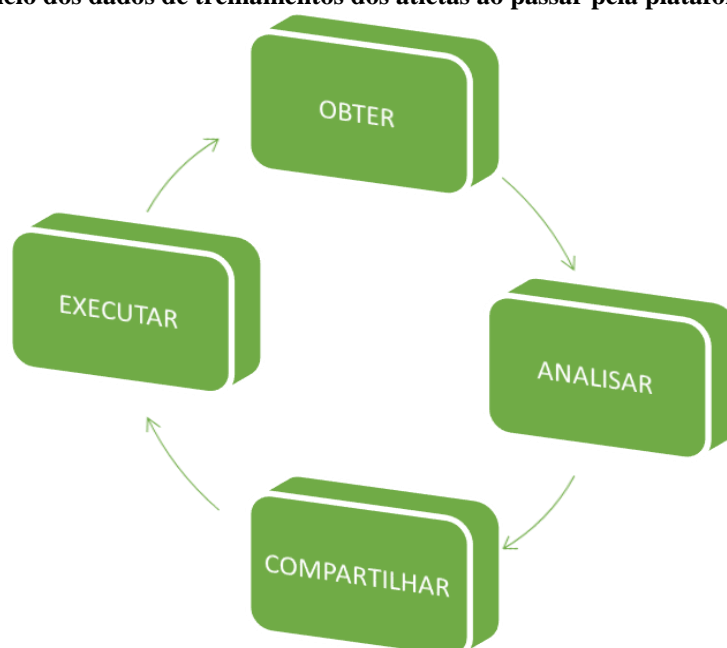 dos dados de treinamentos dos atletas ao passar pela
OBTER
EXECUTAR
ANALISAR
COMPARTILHAR